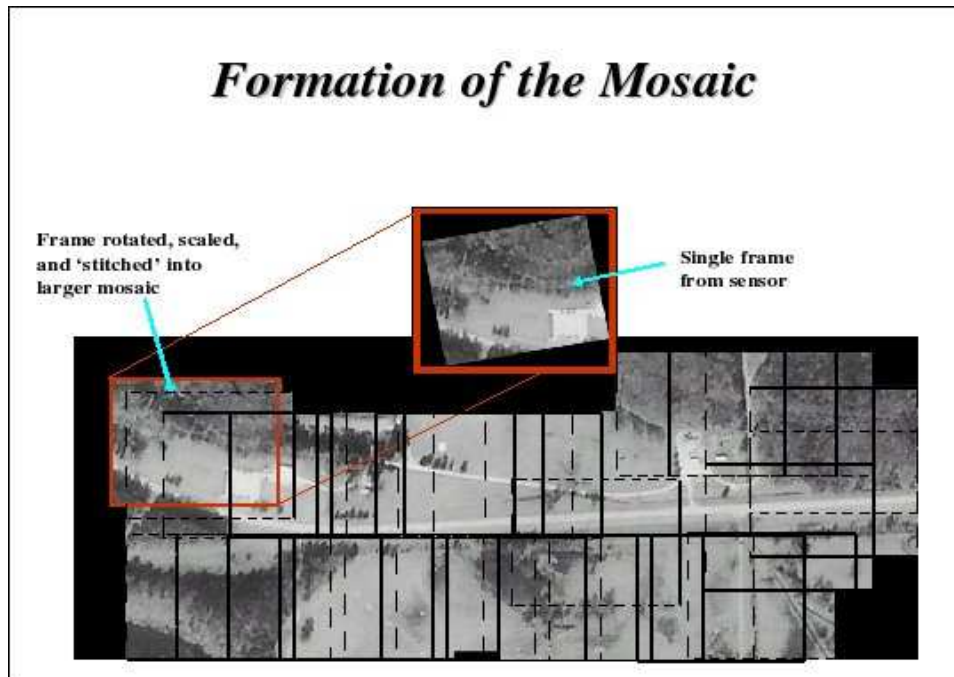 Formation of the Mosaic
Frame rotated, scaled,
and ‘stitched’ into
larger mosaic
Single frame
from sensor